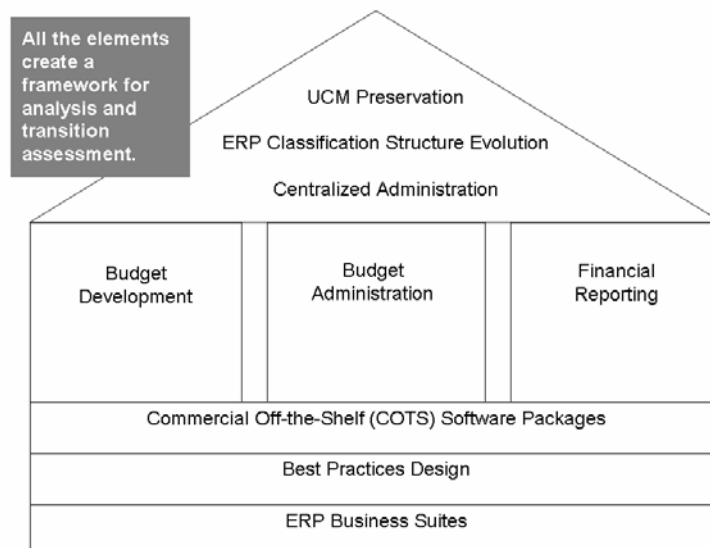 All the elements
create a
framework for
analysis and
transition
assessment.
UCM Preservation
ERP Classification Structure Evolution
Centralized Administration
Budget
Development
Budget
Administration
Financial
Reporting
Commercial Off-the-Shelf (COTS) Software Packages
Best Practices Design
ERP Business Suites